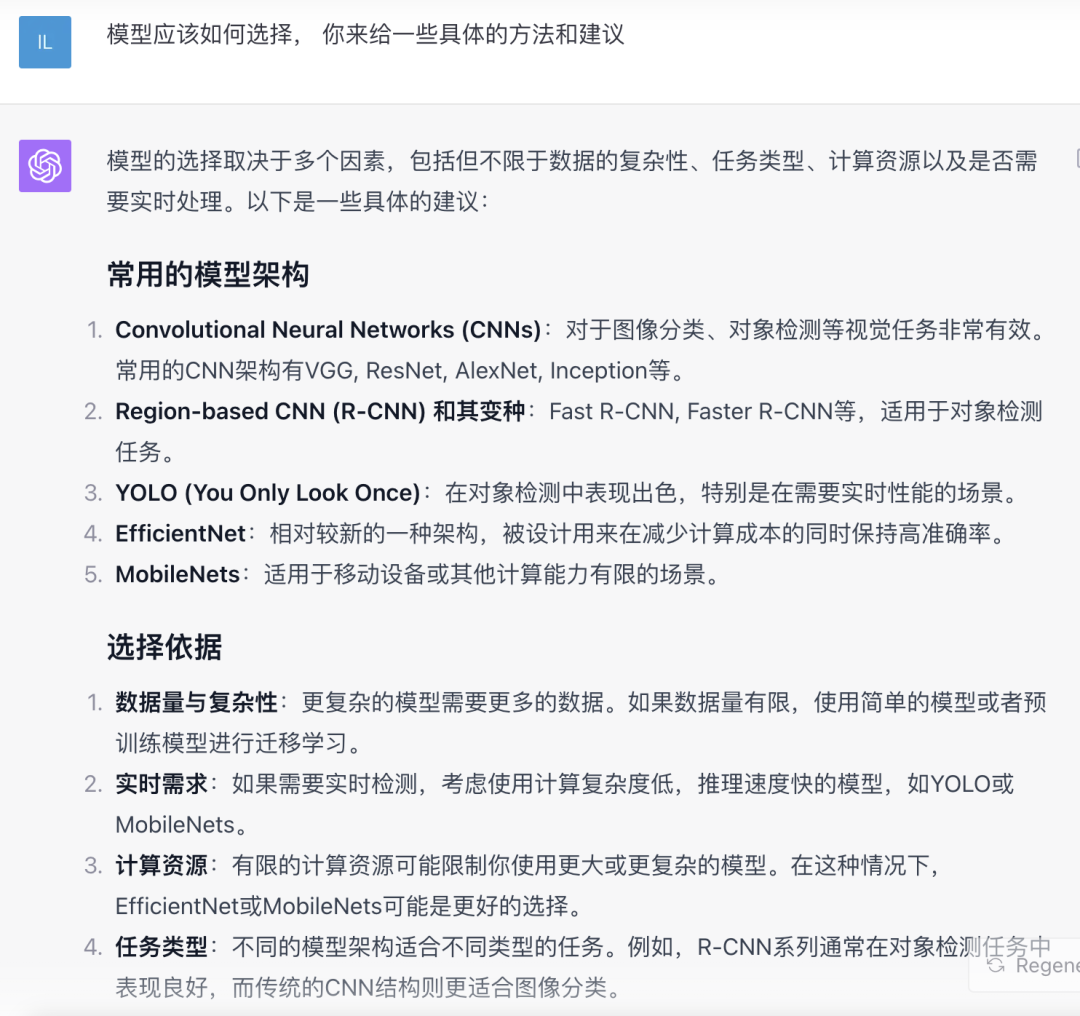 IL
模型应该如何选择， 你来给一些具体的方法和建议
模型的选择取决于多个因素，包括但不限于数据的复杂性、任务类型、计算资源以及是否需
要实时处理。以下是一些具体的建议：
常用的模型架构
1. Convolutional Neural Networks (CNNs)：对于图像分类、对象检测等视觉任务非常有效。
常用的CNN架构有VGG, ResNet, AlexNet, Inception等。
2. Region-based CNN (R-CNN) 和其变种：Fast R-CNN, Faster R-CNN等，适用于对象检测
任务。
3. YOLO (You Only Look Once)：在对象检测中表现出色，特别是在需要实时性能的场景。
4. EfficientNet：相对较新的一种架构，被设计用来在减少计算成本的同时保持高准确率。
5. MobileNets：适用于移动设备或其他计算能力有限的场景。
选择依据
1. 数据量与复杂性：更复杂的模型需要更多的数据。如果数据量有限，使用简单的模型或者预
训练模型进行迁移学习。
2. 实时需求：如果需要实时检测，考虑使用计算复杂度低，推理速度快的模型，如YOLO或
MobileNets。
3. 计算资源：有限的计算资源可能限制你使用更大或更复杂的模型。在这种情况下，
EfficientNet或MobileNets可能是更好的选择。
4. 任务类型：不同的模型架构适合不同类型的任务。例如，R-CNN系列通常在对象检测任务中
表现良好，而传统的CNN结构则更适合图像分类。
Regene